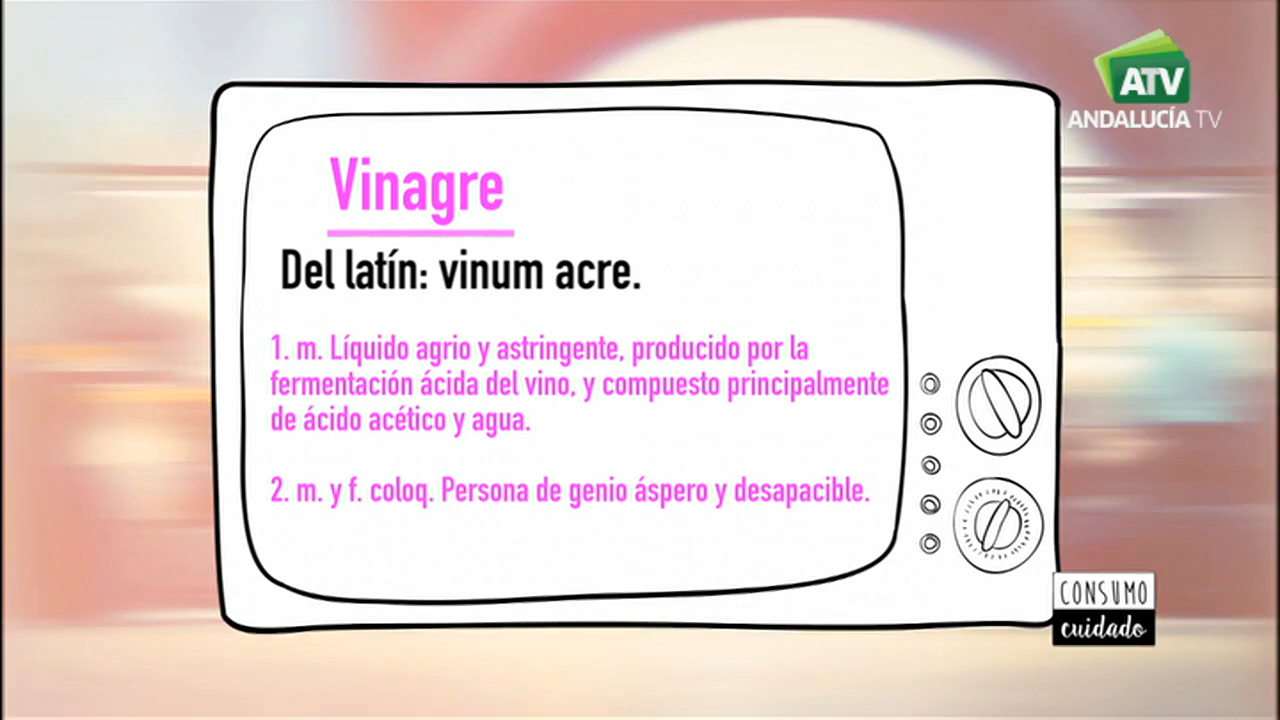 ATV
ANDALUCÍA TV
Vinagre
Del latín: vinum acre.
1. m. Líquido agrio y astringente, producido por la
fermentación ácida del vino, y compuesto principalmente
de ácido acético y agua.
2. m. y f. coloq. Persona de genio áspero y desapacible.
CONSUMO
cuidado